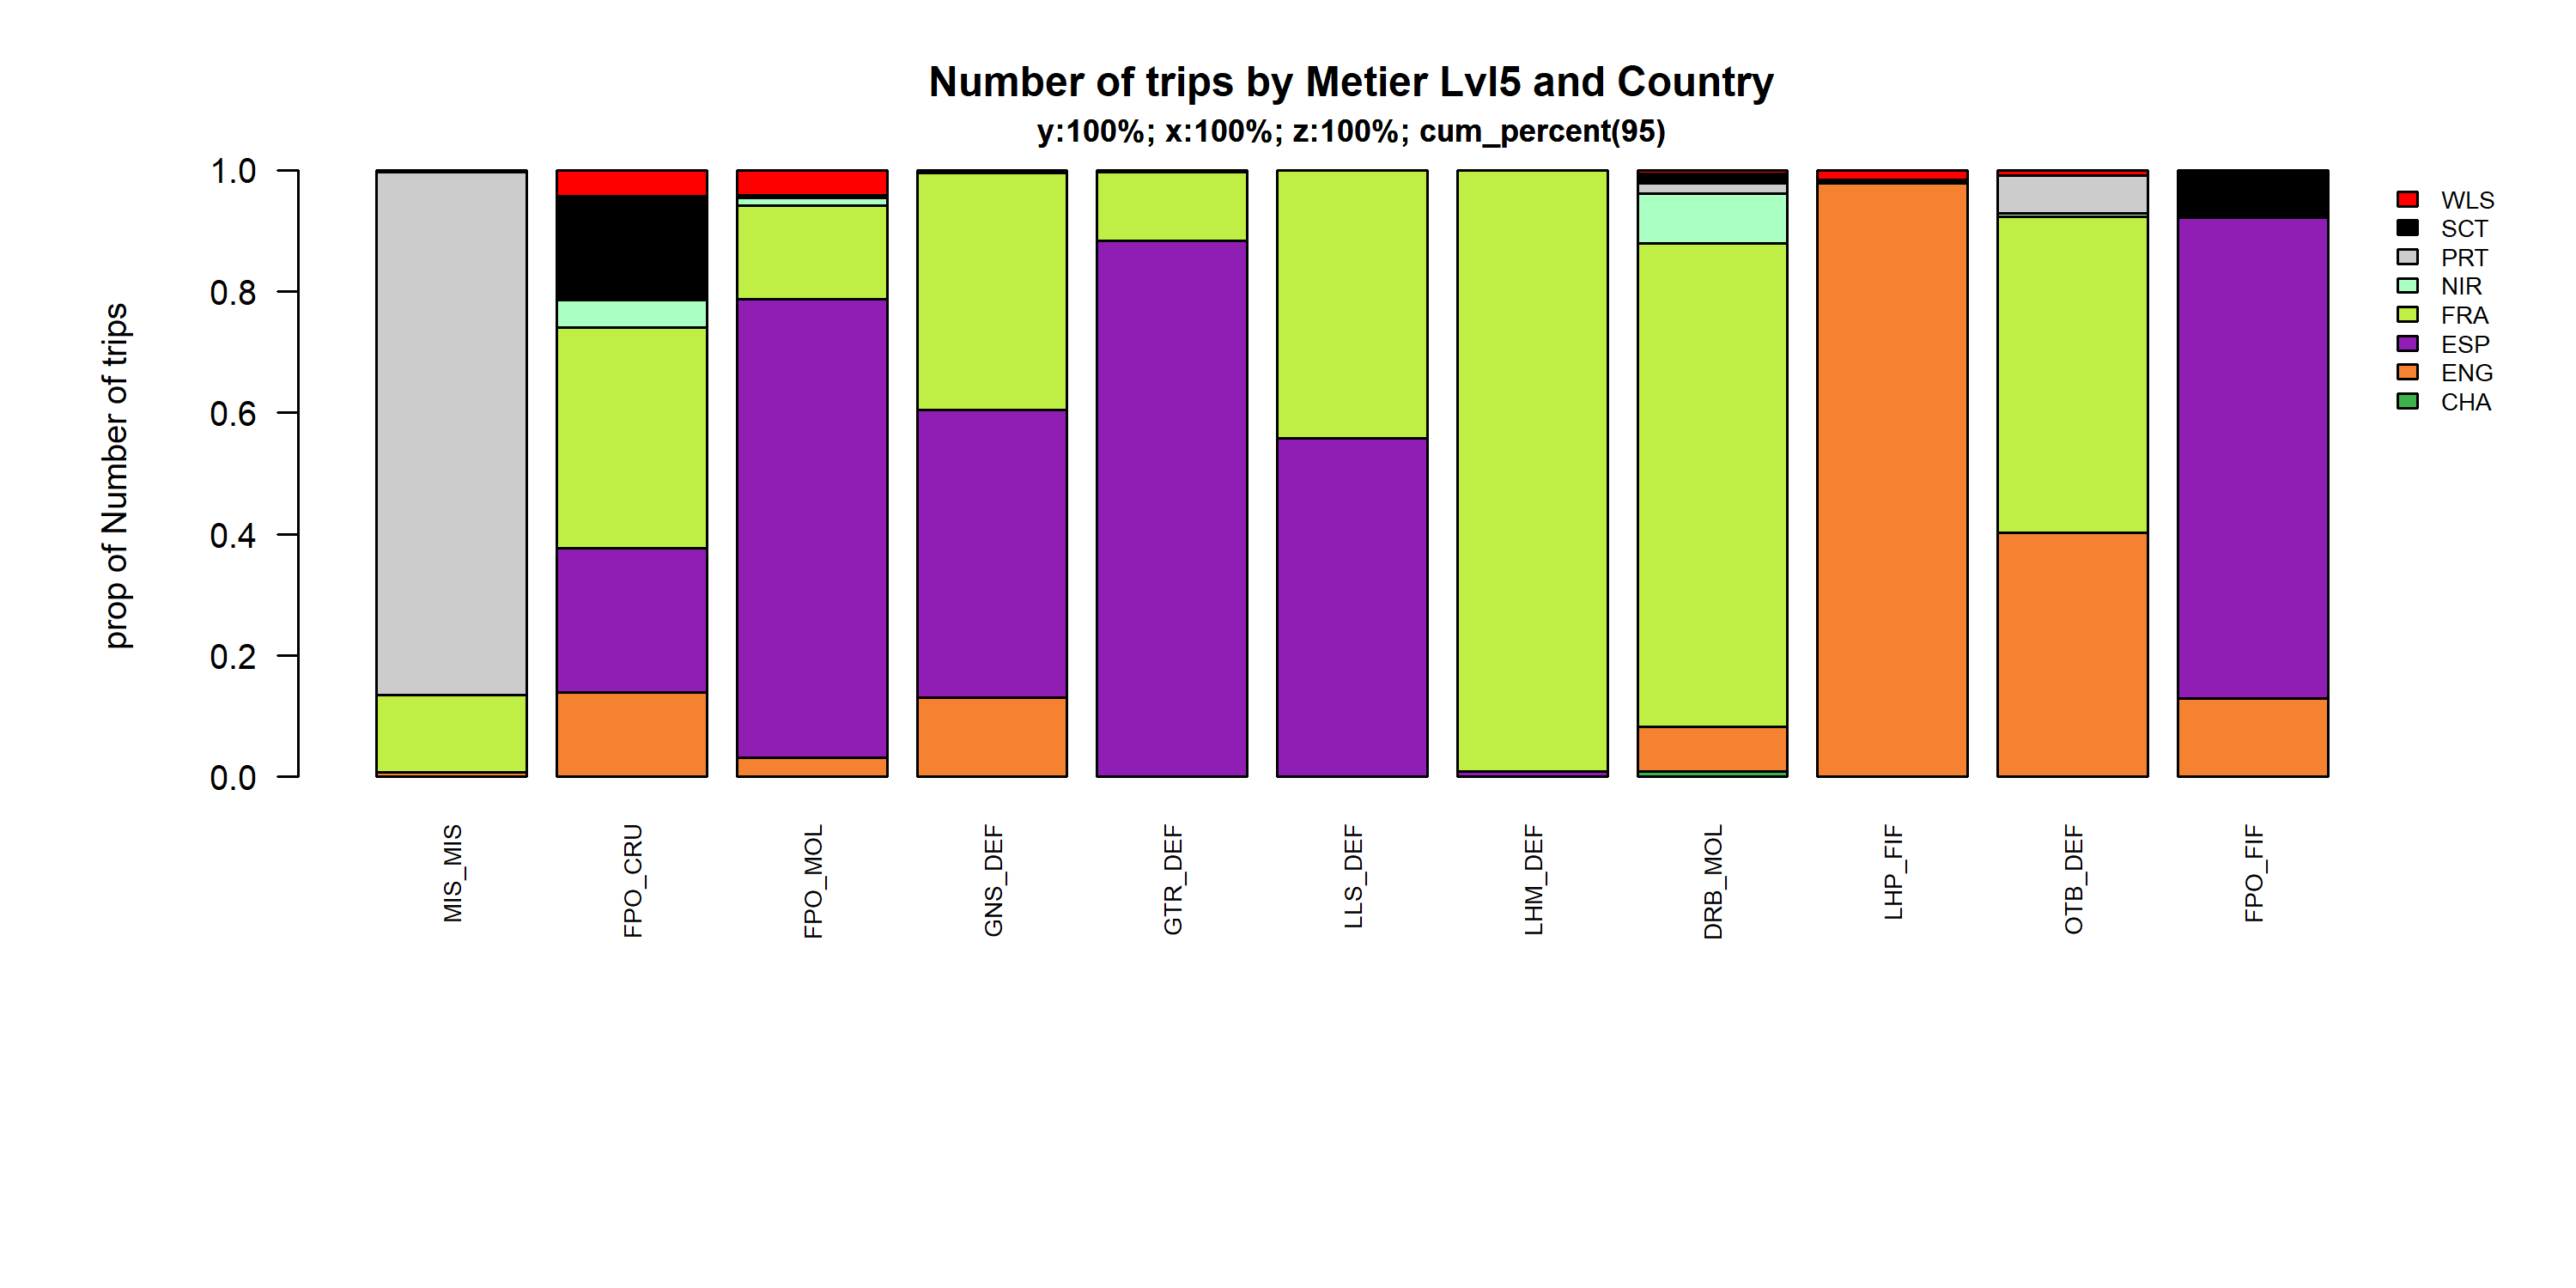 Number of trips by Metier Lvl5 and Country
y:100%; x:100%; z:100%; cum_percent(95)
prop of Number of trips
1.0
0.8
0.6
0.4
0.2
0.0
MIS_MIS
FPO_CRU
FPO_MOL
GNS_DEF
GTR_DEF
LLS_DEF
LHM_DEF
DRB_MOL
LHP_FIF
OTB_DEF
FPO_FIF
WLS
SCT
PRT
NIR
FRA
ESP
ENG
CHA